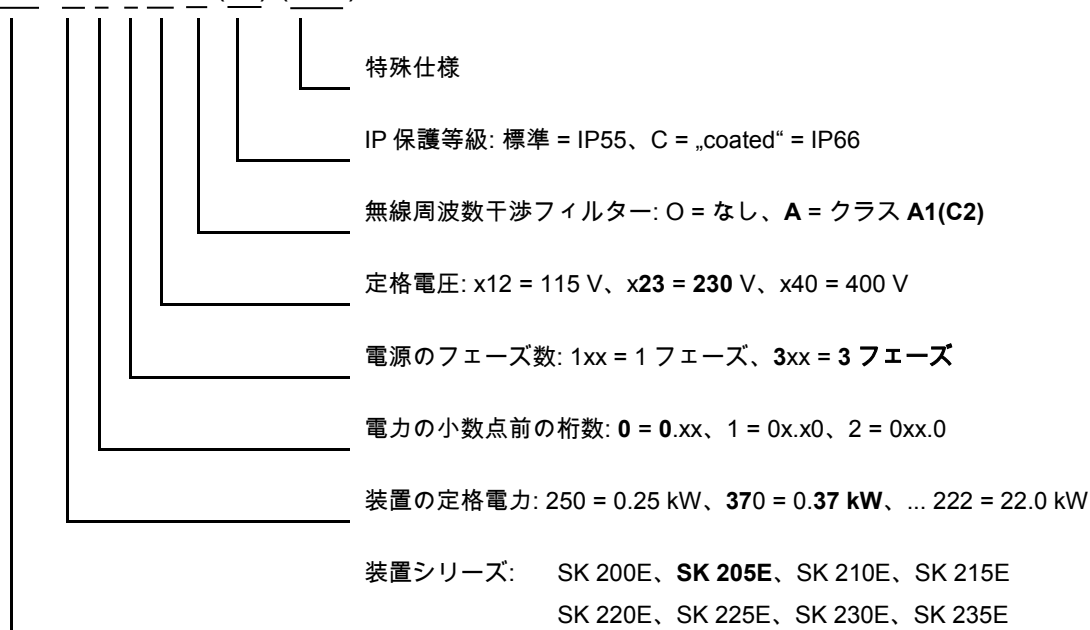 特殊仕様
IP 保護等級: 標準 = IP55、C = „coated“ = IP66
無線周波数干渉フィルター: O = なし、A = クラス A1(C2)
定格電圧: x12 = 115 V、x23 = 230 V、x40 = 400 V
電源のフェーズ数: 1xx = 1 フェーズ、3xx = 3 フェーズ
電力の小数点前の桁数: 0 = 0.xx、1 = 0x.x0、2 = 0xx.0
装置の定格電力: 250 = 0.25 kW、370 = 0.37 kW、... 222 = 22.0 kW
装置シリーズ: SK 200E、SK 205E、SK 210E、SK 215E
SK 220E、SK 225E、SK 230E、SK 235E